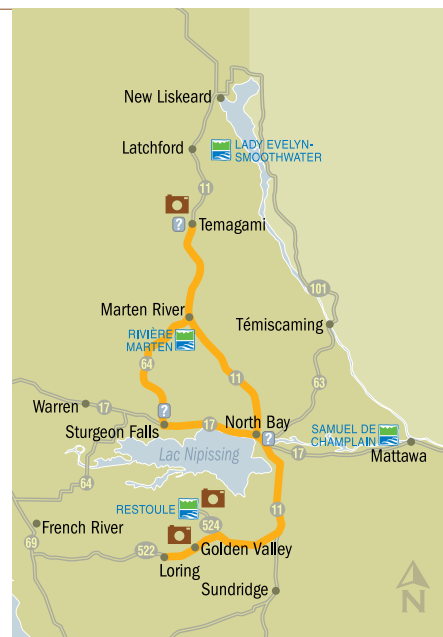 New Liskeard
Latchford
LADY EVELYN-
SMOOTHWATER
11
?
Temagami
101
Marten River
Témiscaming
RIVIÈRE
MARTEN
64
11
63
Warren
17
?
Sturgeon Falls
17
North Bay
?
SAMUEL DE
CHAMPLAIN
17
Mattawa
Lac Nipissing
64
RESTOULE
524
11
French River
69
522
Golden Valley
Loring
Sundridge
N